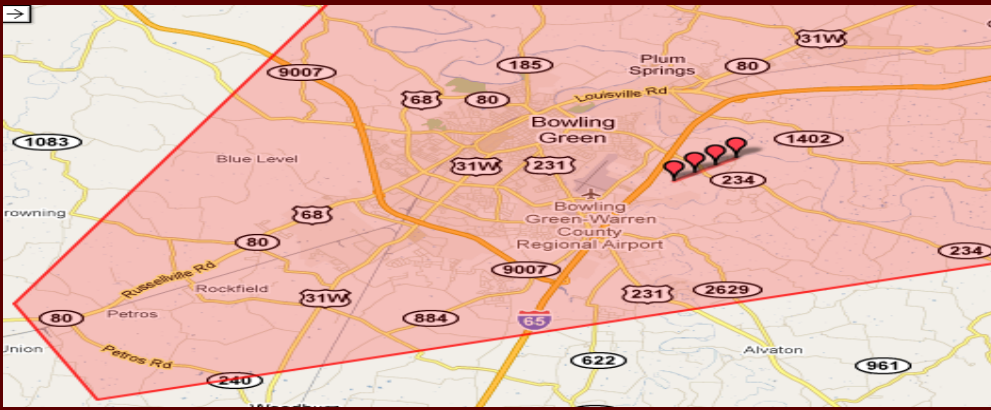 31W
185
Plum
Springs
80
9007
68
80
Louisville Rd
Bowling
Green
1083
1402
Blue Level
31W
231
234
68
Bowling
Green-Warren
County
Regional Airport
80
234
Russellville Rd
9007
Rockfield
31W
231
2629
Petros
80
884
65
Union
Petros Rd
622
Alvaton
961
240